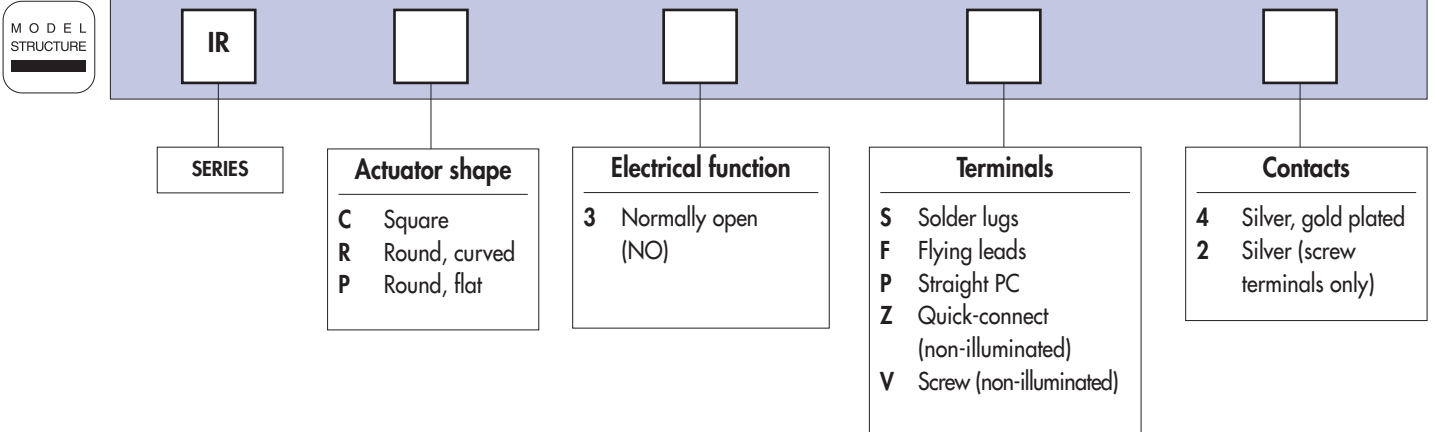 MODEL
STRUCTURE
IR
SERIES
Actuator shape
C Square
R Round, curved
P Round, flat
Electrical function
3 Normally open
(NO)
Terminals
S Solder lugs
F Flying leads
P Straight PC
Z Quick-connect
(non-illuminated)
V Screw (non-illuminated)
Contacts
4 Silver, gold plated
2 Silver (screw
terminals only)